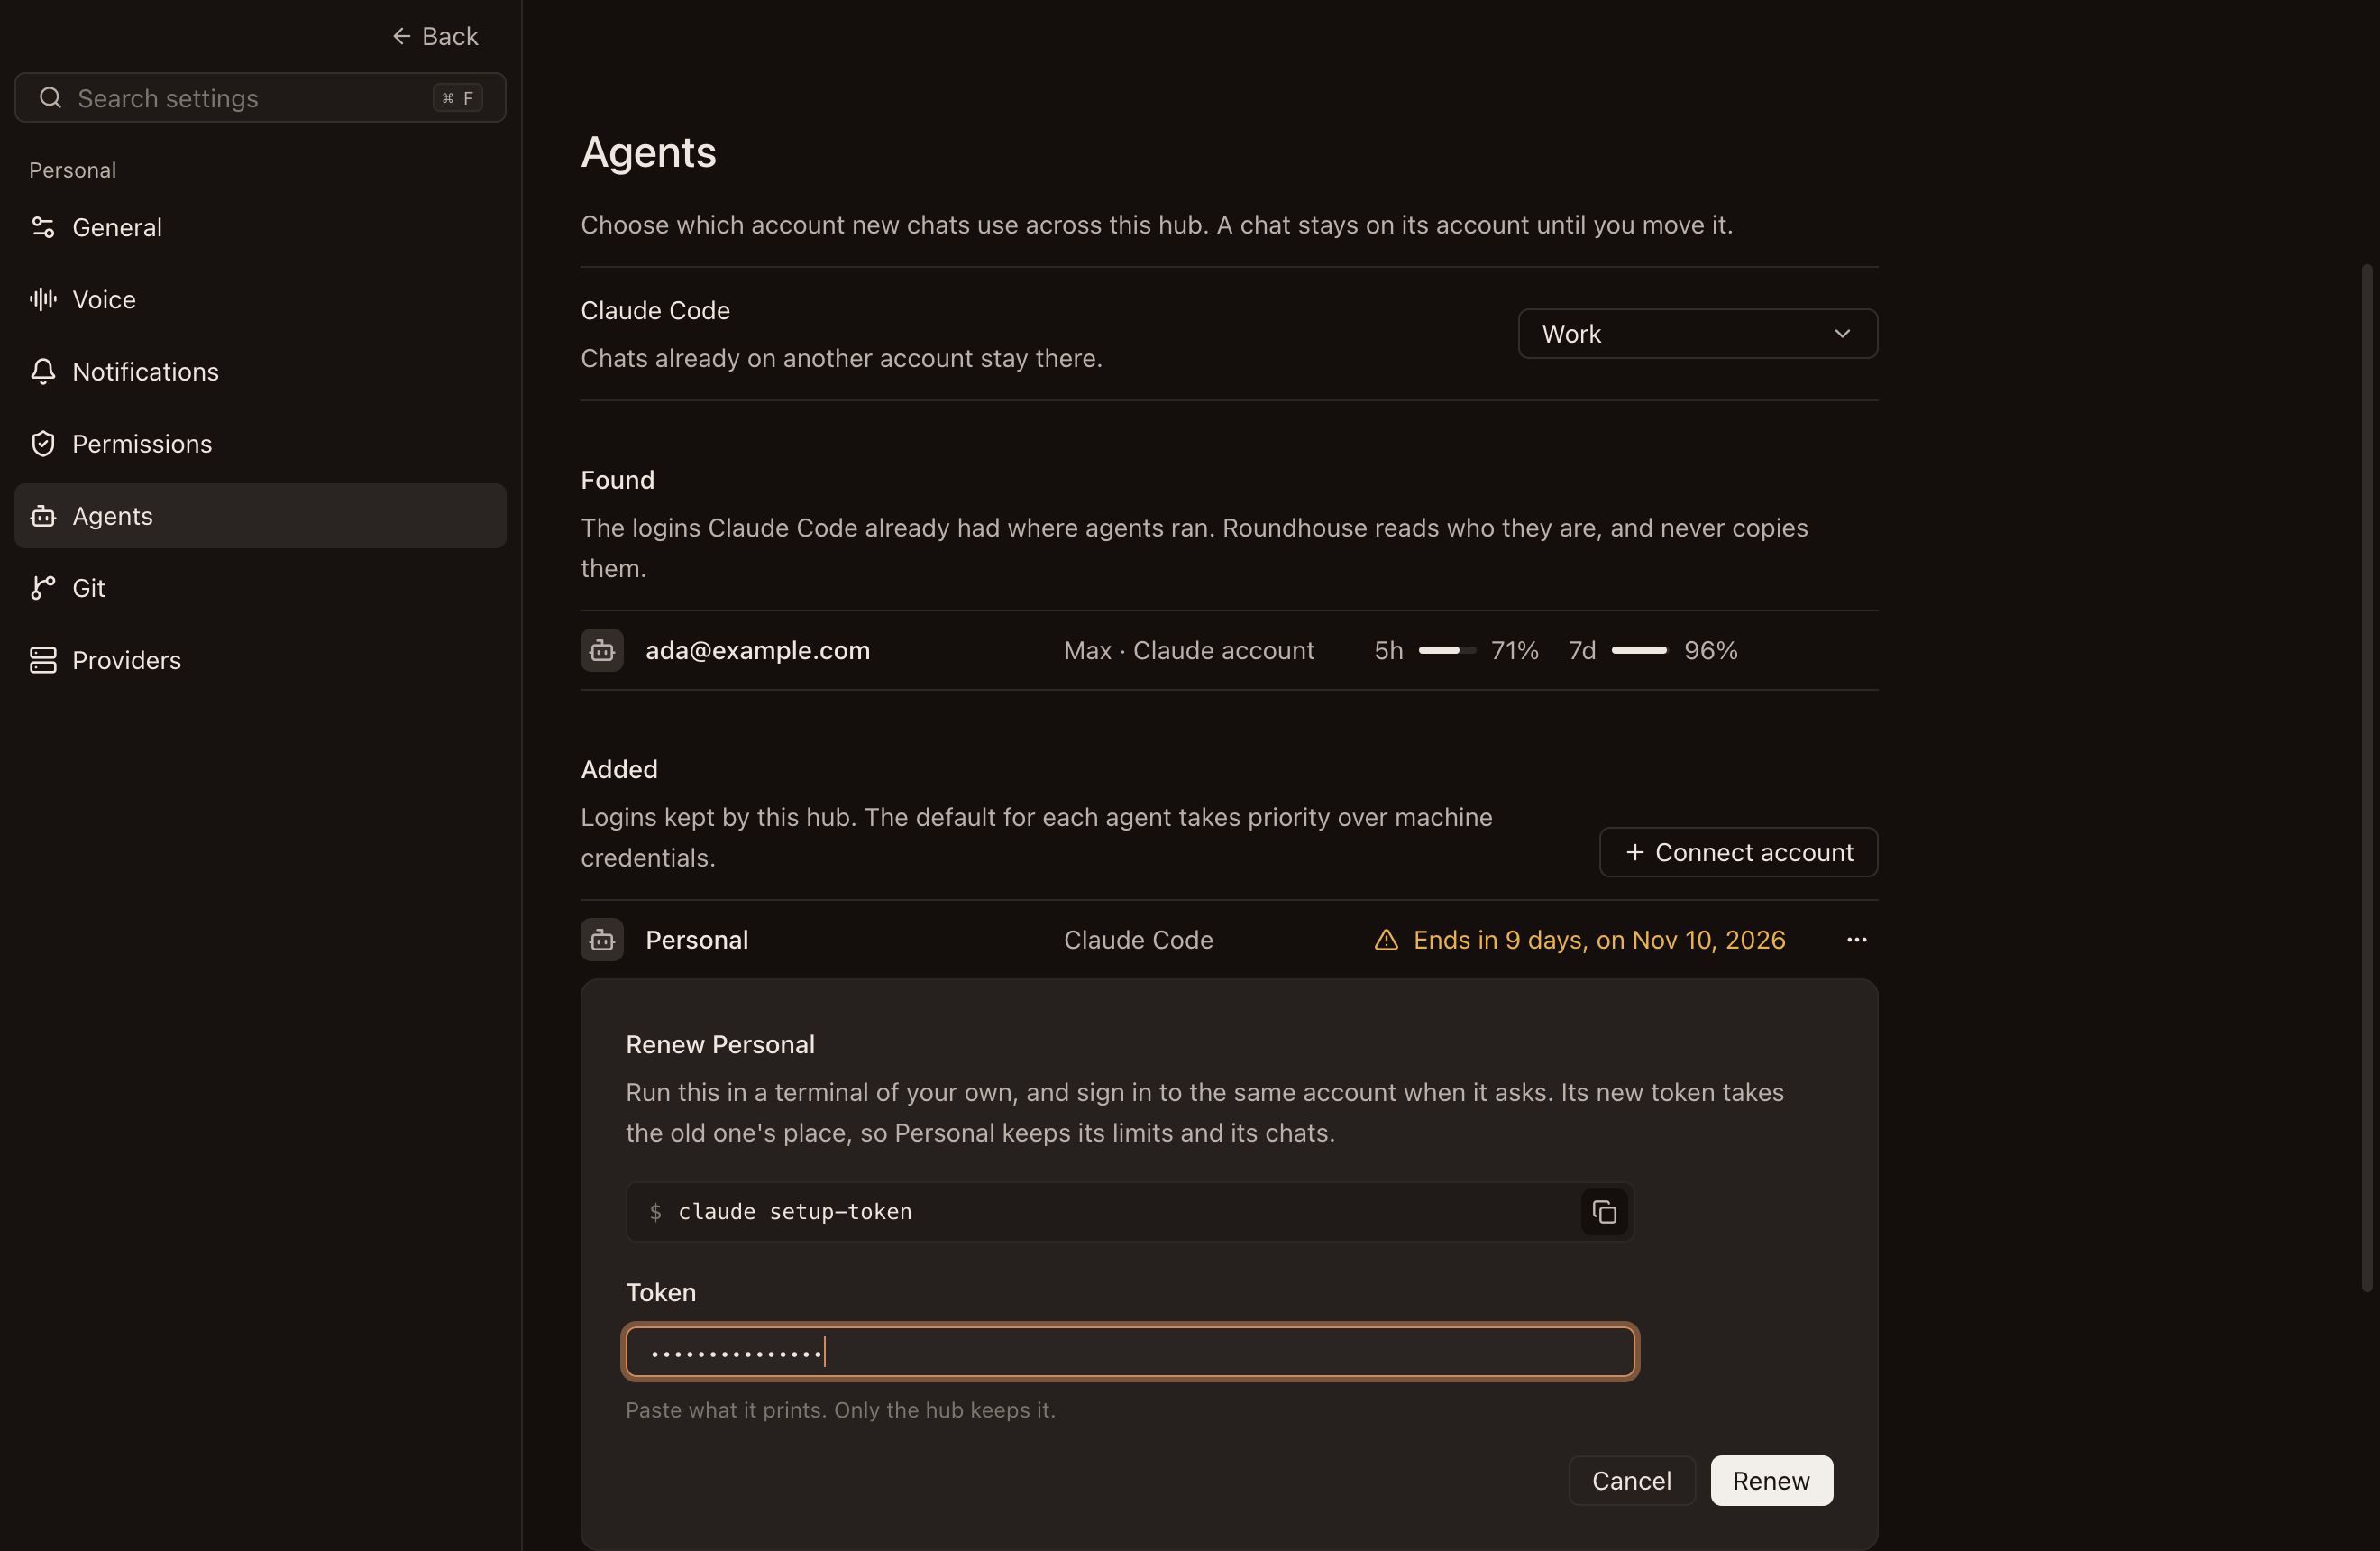 ← Back
Search settings ⌘ F
Personal
General
Voice
Notifications
Permissions
Agents
Git
Providers
Agents
Choose which account new chats use across this hub. A chat stays on its account until you move it.
Claude Code
Chats already on another account stay there.
Work
Found
The logins Claude Code already had where agents ran. Roundhouse reads who they are, and never copies
them.
ada@example.com Max · Claude account 5h 71% 7d 96%
Added
Logins kept by this hub. The default for each agent takes priority over machine
credentials.
+ Connect account
Personal Claude Code Ends in 9 days, on Nov 10, 2026 ···
Renew Personal
Run this in a terminal of your own, and sign in to the same account when it asks. Its new token takes
the old one's place, so Personal keeps its limits and its chats.
$ claude setup-token
Token
•••••••••••••••
Paste what it prints. Only the hub keeps it.
Cancel Renew